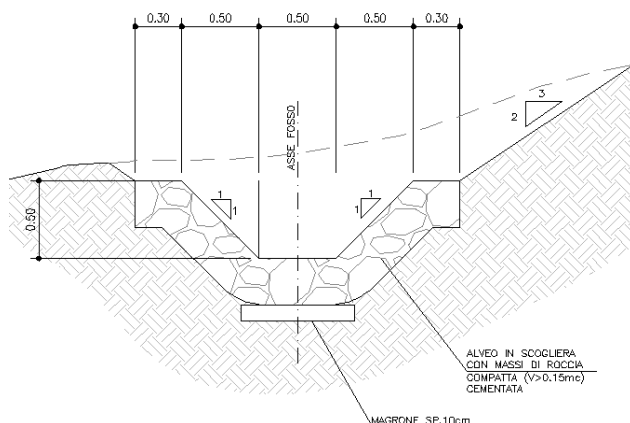 0.30 0.50 0.50 0.50 0.30
ASSE FOSSO
3
2
1
1
1
1
0.50
ALVEO IN SCOGLIERA
CON MASSI DI ROCCIA
COMPATTA (V>0.15mc)
CEMENTATA
MAGRONE SP.10cm